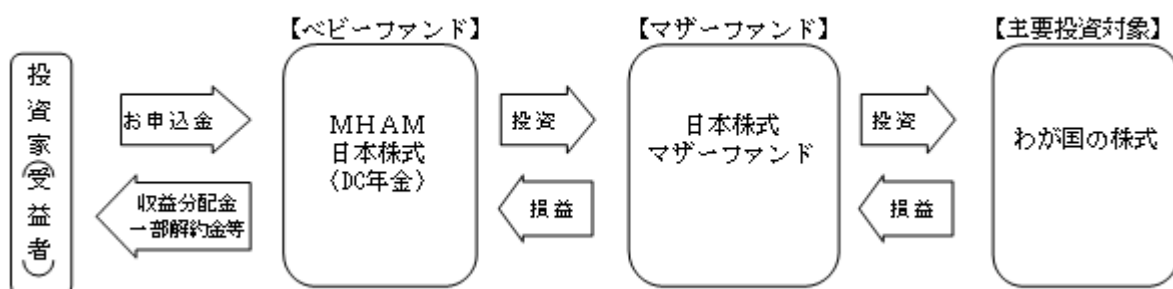 【ベビーファンド】
【マザーファンド】
【主要投資対象】
投資家(受益者)
お申込金
収益分配金
一部解約金等
MHAM
日本株式
(DC年金)
投資
損益
日本株式
マザーファンド
投資
損益
わが国の株式